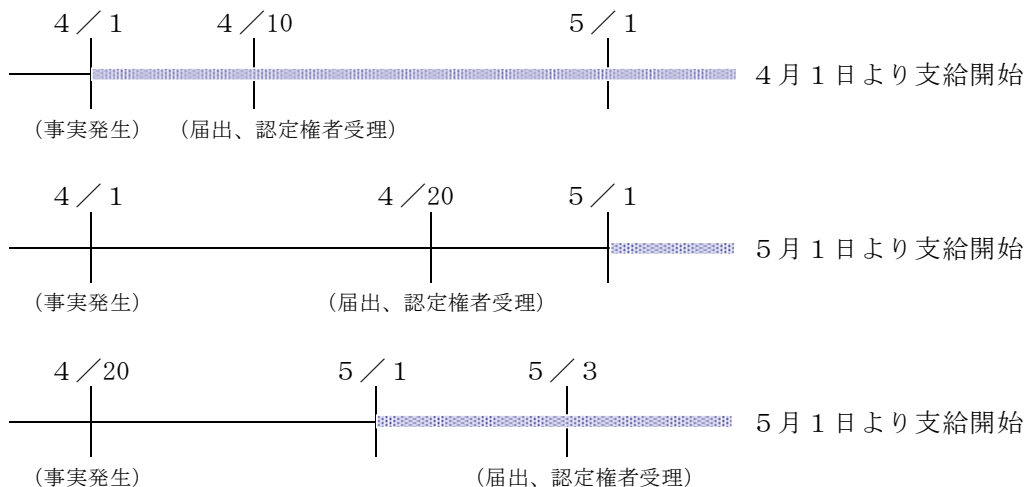 ４／１ ４／10 ５／１
４月１日より支給開始
（事実発生） （届出、認定権者受理）
４／１ ４／20 ５／１
５月１日より支給開始
（事実発生） （届出、認定権者受理）
４／20 ５／１ ５／３
５月１日より支給開始
（事実発生） （届出、認定権者受理）